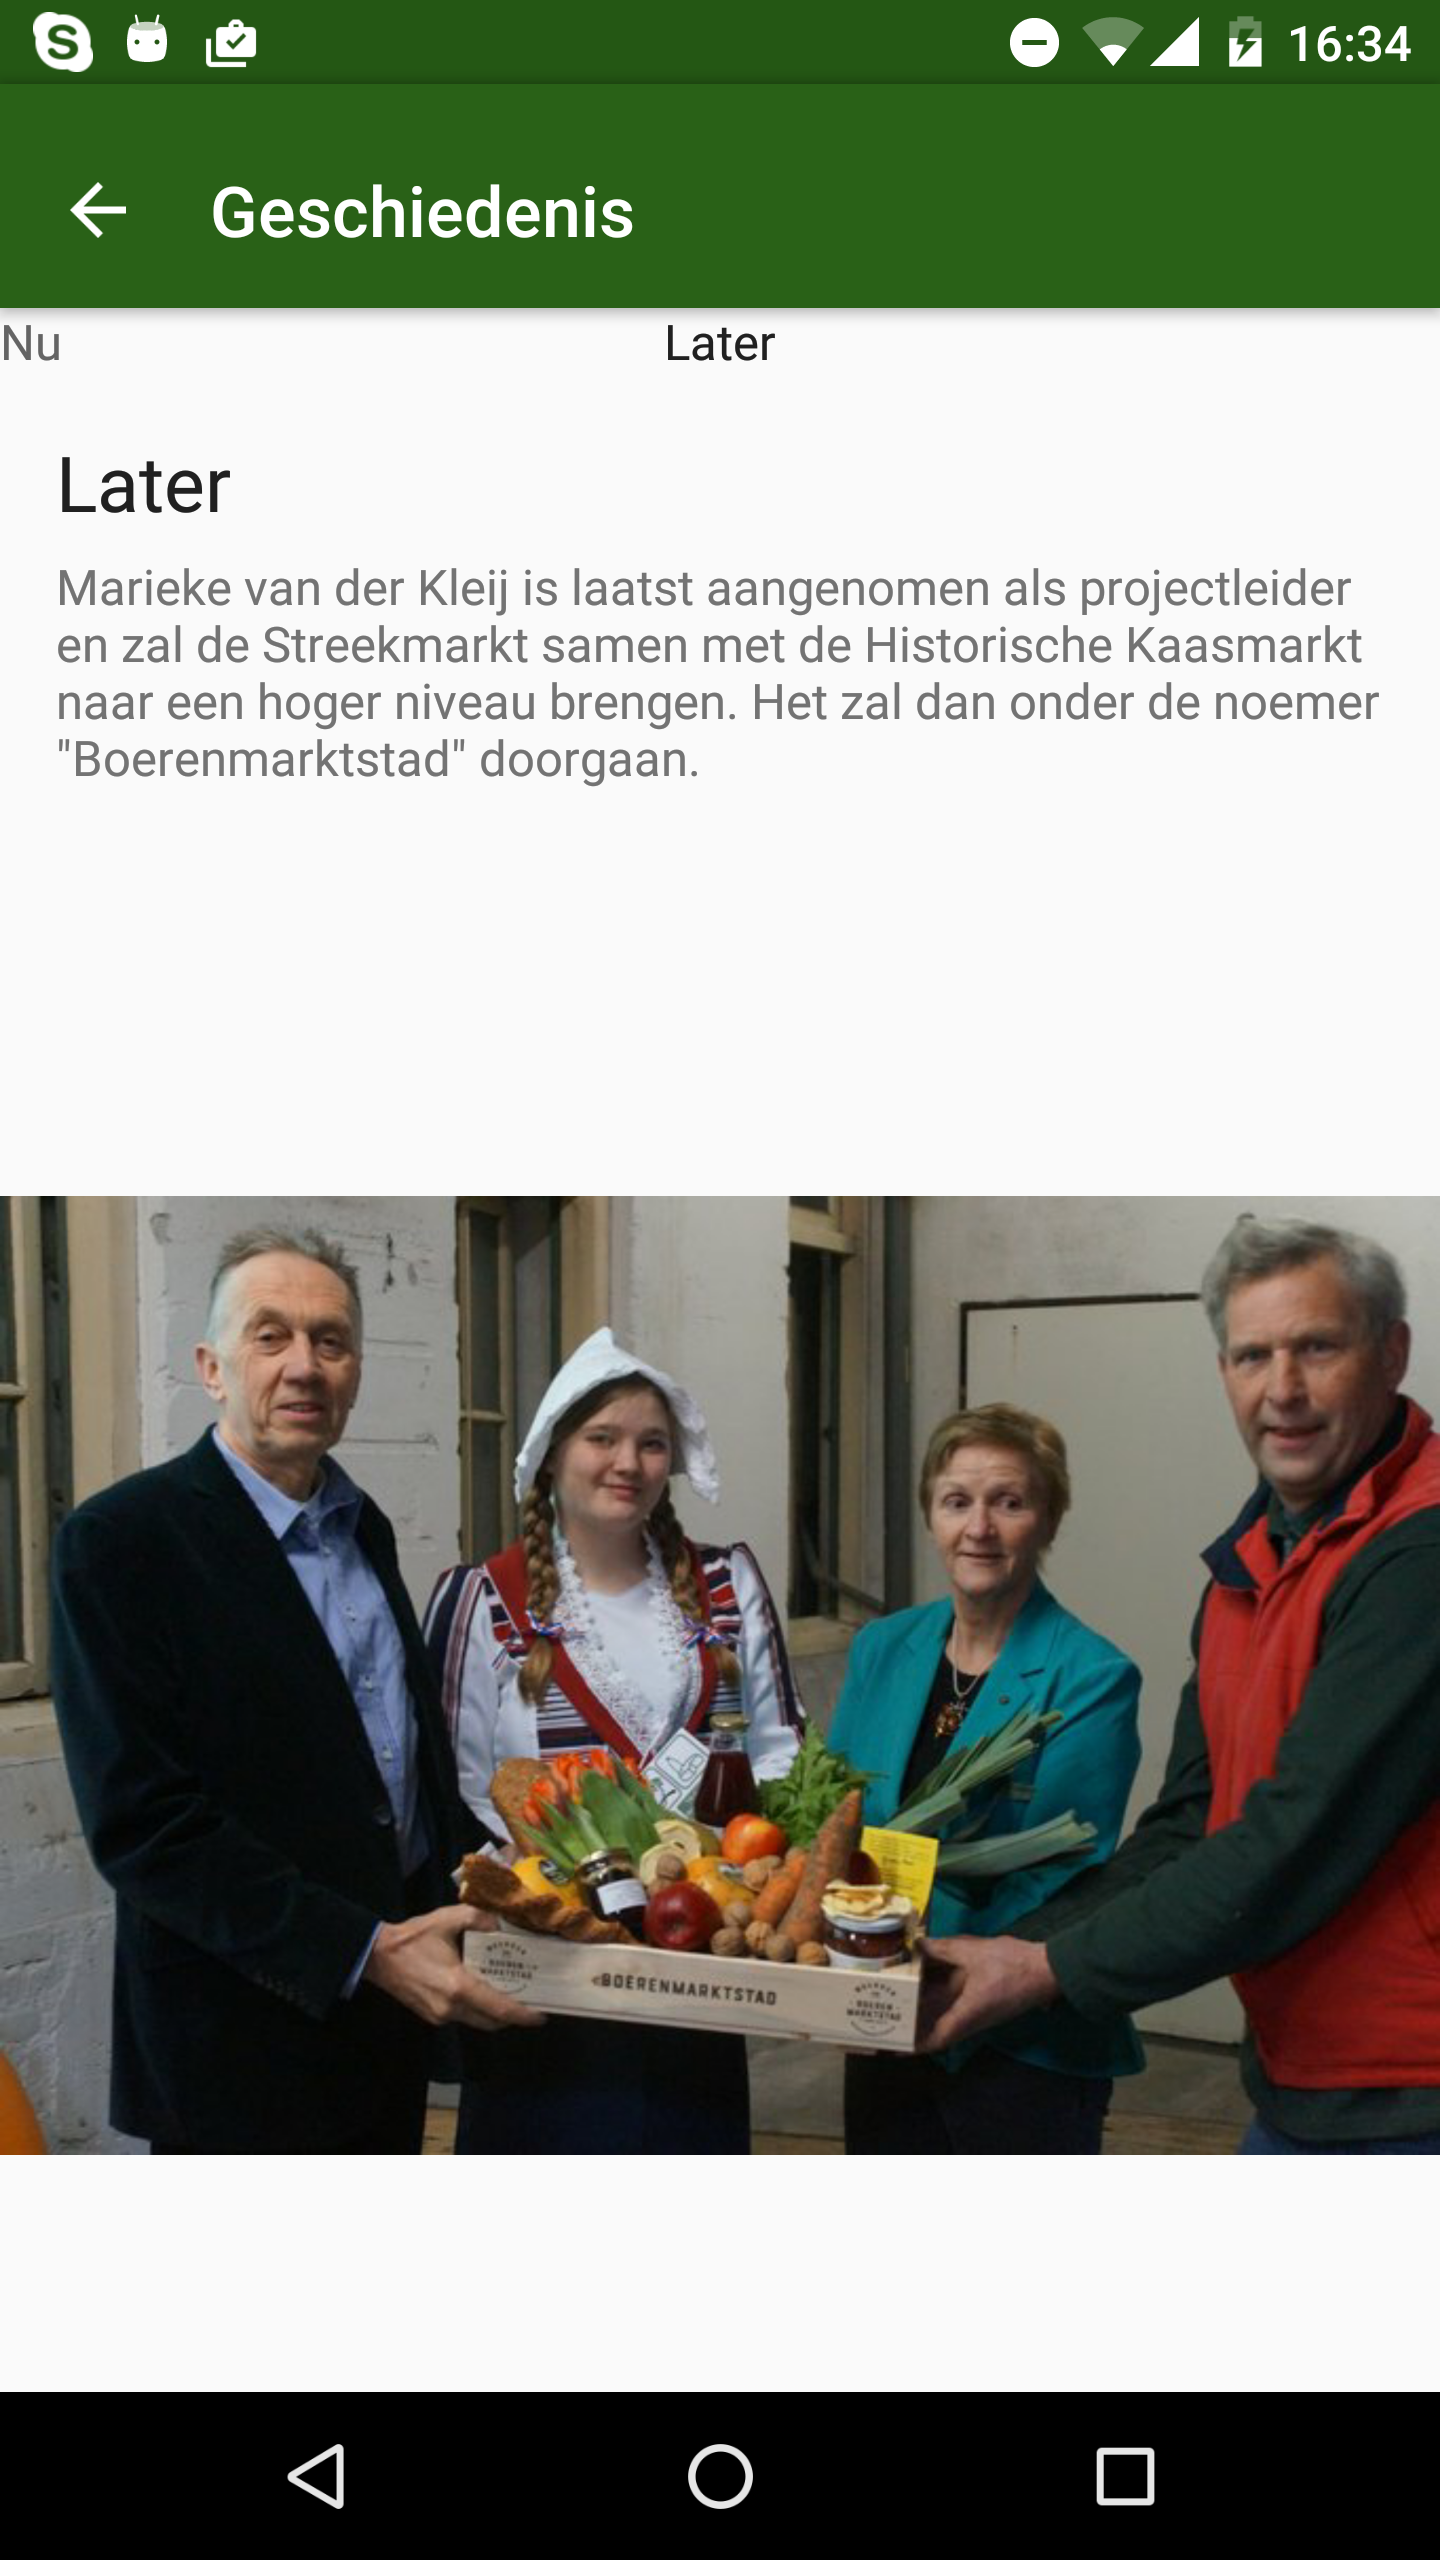 16:34
Geschiedenis
Nu
Later
Later
Marieke van der Kleij is laatst aangenomen als projectleider
en zal de Streekmarkt samen met de Historische Kaasmarkt
naar een hoger niveau brengen. Het zal dan onder de noemer
"Boerenmarktstad" doorgaan.
BOERENMARKTSTAD